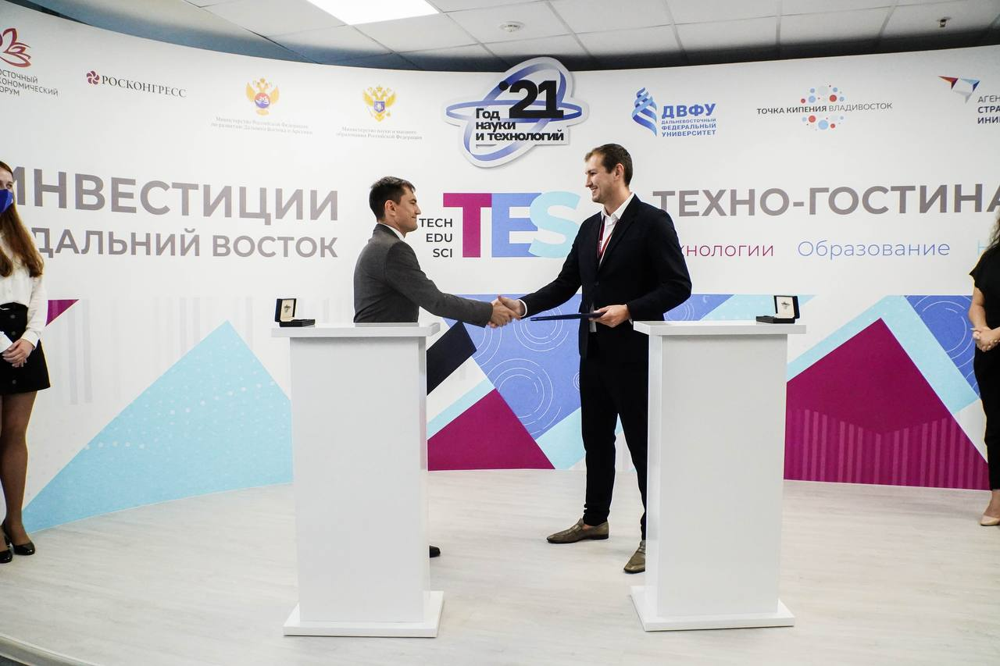 РОСКОНГРЕСС
Министерство Российской Федерации
по развитию Дальнего Востока и Арктики
Министерство науки и высшего
образования Российской Федерации
21
Год
науки
и технологий
ДВФУ
ДАЛЬНЕВОСТОЧНЫЙ
ФЕДЕРАЛЬНЫЙ
УНИВЕРСИТЕТ
ТОЧКА КИПЕНИЯ ВЛАДИВОСТОК
ОСТОЧНЫЙ
КОНОМИЧЕСКИЙ
ОРУМ
АГЕН
СТРА
ИНИ
ИНВЕСТИЦИИ
ДАЛЬНИЙ ВОСТОК
TECH
EDU
SCI
TES
ТЕХНО-ГОСТИНА
хнологии Образование